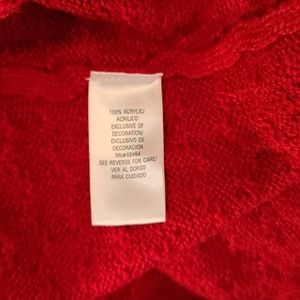 100% ACRYLIC/
ACRILICO
EXCLUSIVE OF
DECORATION/
EXCLUSIVO DE
DECORACION
RN#66464
SEE REVERSE FOR CARE/
VER AL DORSO
PARA CUIDADO